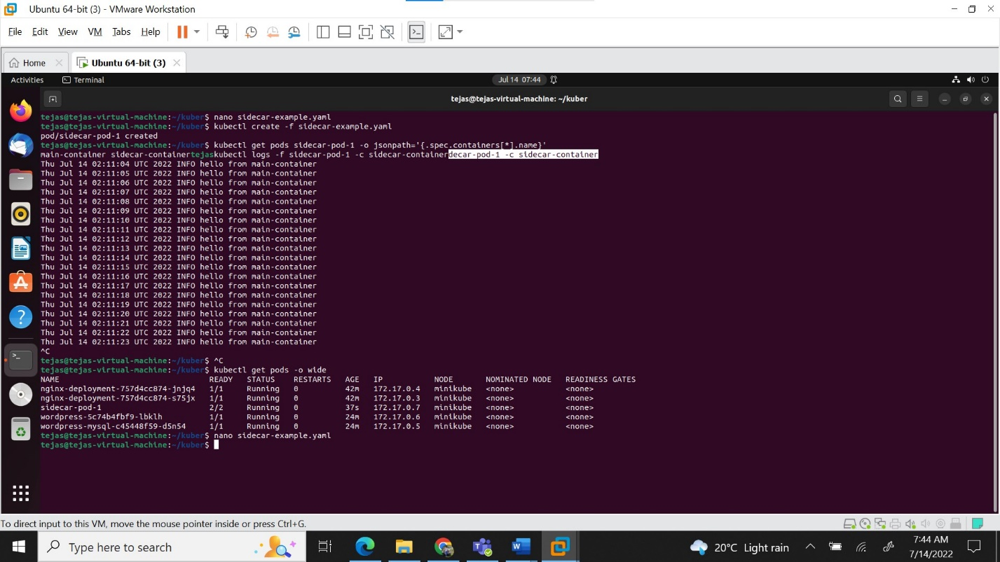 Ubuntu 64-bit (3) - VMware Workstation
File Edit View VM Tabs Help
Home Ubuntu 64-bit (3)
Activities Terminal Jul 14 07:44
tejas@tejas-virtual-machine: ~/kuber
tejas@tejas-virtual-machine:~/kuber$ nano sidecar-example.yaml
tejas@tejas-virtual-machine:~/kuber$ kubectl create -f sidecar-example.yaml
pod/sidecar-pod-1 created
tejas@tejas-virtual-machine:~/kuber$ kubectl get pods sidecar-pod-1 -o jsonpath='{.spec.containers[*].name}'
main-container sidecar-containertejaskubectl logs -f sidecar-pod-1 -c sidecar-containerdecar-pod-1 -c sidecar-container
Thu Jul 14 02:11:04 UTC 2022 INFO hello from main-container
Thu Jul 14 02:11:05 UTC 2022 INFO hello from main-container
Thu Jul 14 02:11:06 UTC 2022 INFO hello from main-container
Thu Jul 14 02:11:07 UTC 2022 INFO hello from main-container
Thu Jul 14 02:11:08 UTC 2022 INFO hello from main-container
Thu Jul 14 02:11:09 UTC 2022 INFO hello from main-container
Thu Jul 14 02:11:10 UTC 2022 INFO hello from main-container
Thu Jul 14 02:11:11 UTC 2022 INFO hello from main-container
Thu Jul 14 02:11:12 UTC 2022 INFO hello from main-container
Thu Jul 14 02:11:13 UTC 2022 INFO hello from main-container
Thu Jul 14 02:11:14 UTC 2022 INFO hello from main-container
Thu Jul 14 02:11:15 UTC 2022 INFO hello from main-container
Thu Jul 14 02:11:16 UTC 2022 INFO hello from main-container
Thu Jul 14 02:11:17 UTC 2022 INFO hello from main-container
Thu Jul 14 02:11:18 UTC 2022 INFO hello from main-container
Thu Jul 14 02:11:19 UTC 2022 INFO hello from main-container
Thu Jul 14 02:11:20 UTC 2022 INFO hello from main-container
Thu Jul 14 02:11:21 UTC 2022 INFO hello from main-container
Thu Jul 14 02:11:22 UTC 2022 INFO hello from main-container
Thu Jul 14 02:11:23 UTC 2022 INFO hello from main-container
^C
tejas@tejas-virtual-machine:~/kuber$ ^C
tejas@tejas-virtual-machine:~/kuber$ kubectl get pods -o wide
NAME READY STATUS RESTARTS AGE IP NODE NOMINATED NODE READINESS GATES
nginx-deployment-757d4cc874-jnjq4 1/1 Running 0 42m 172.17.0.4 minikube <none> <none>
nginx-deployment-757d4cc874-s75jx 1/1 Running 0 42m 172.17.0.3 minikube <none> <none>
sidecar-pod-1 2/2 Running 0 37s 172.17.0.7 minikube <none> <none>
wordpress-5c74b4fbf9-lbklh 1/1 Running 0 24m 172.17.0.6 minikube <none> <none>
wordpress-mysql-c45448f59-d5n54 1/1 Running 0 24m 172.17.0.5 minikube <none> <none>
tejas@tejas-virtual-machine:~/kuber$ nano sidecar-example.yaml
tejas@tejas-virtual-machine:~/kuber$
To direct input to this VM, move the mouse pointer inside or press Ctrl+G.
Type here to search
20°C Light rain
7:44 AM
7/14/2022